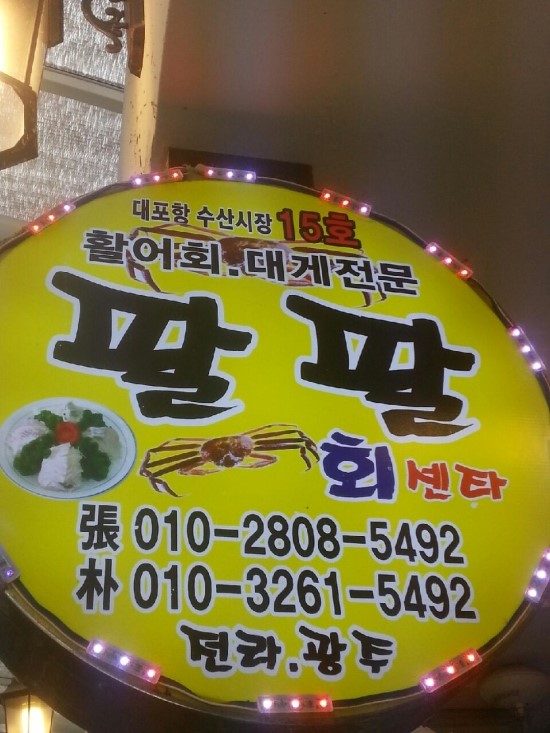 대포항 수산시장 15호
활어회.대게전문
팔팔
회센타
張 010-2808-5492
朴 010-3261-5492
전라.광주